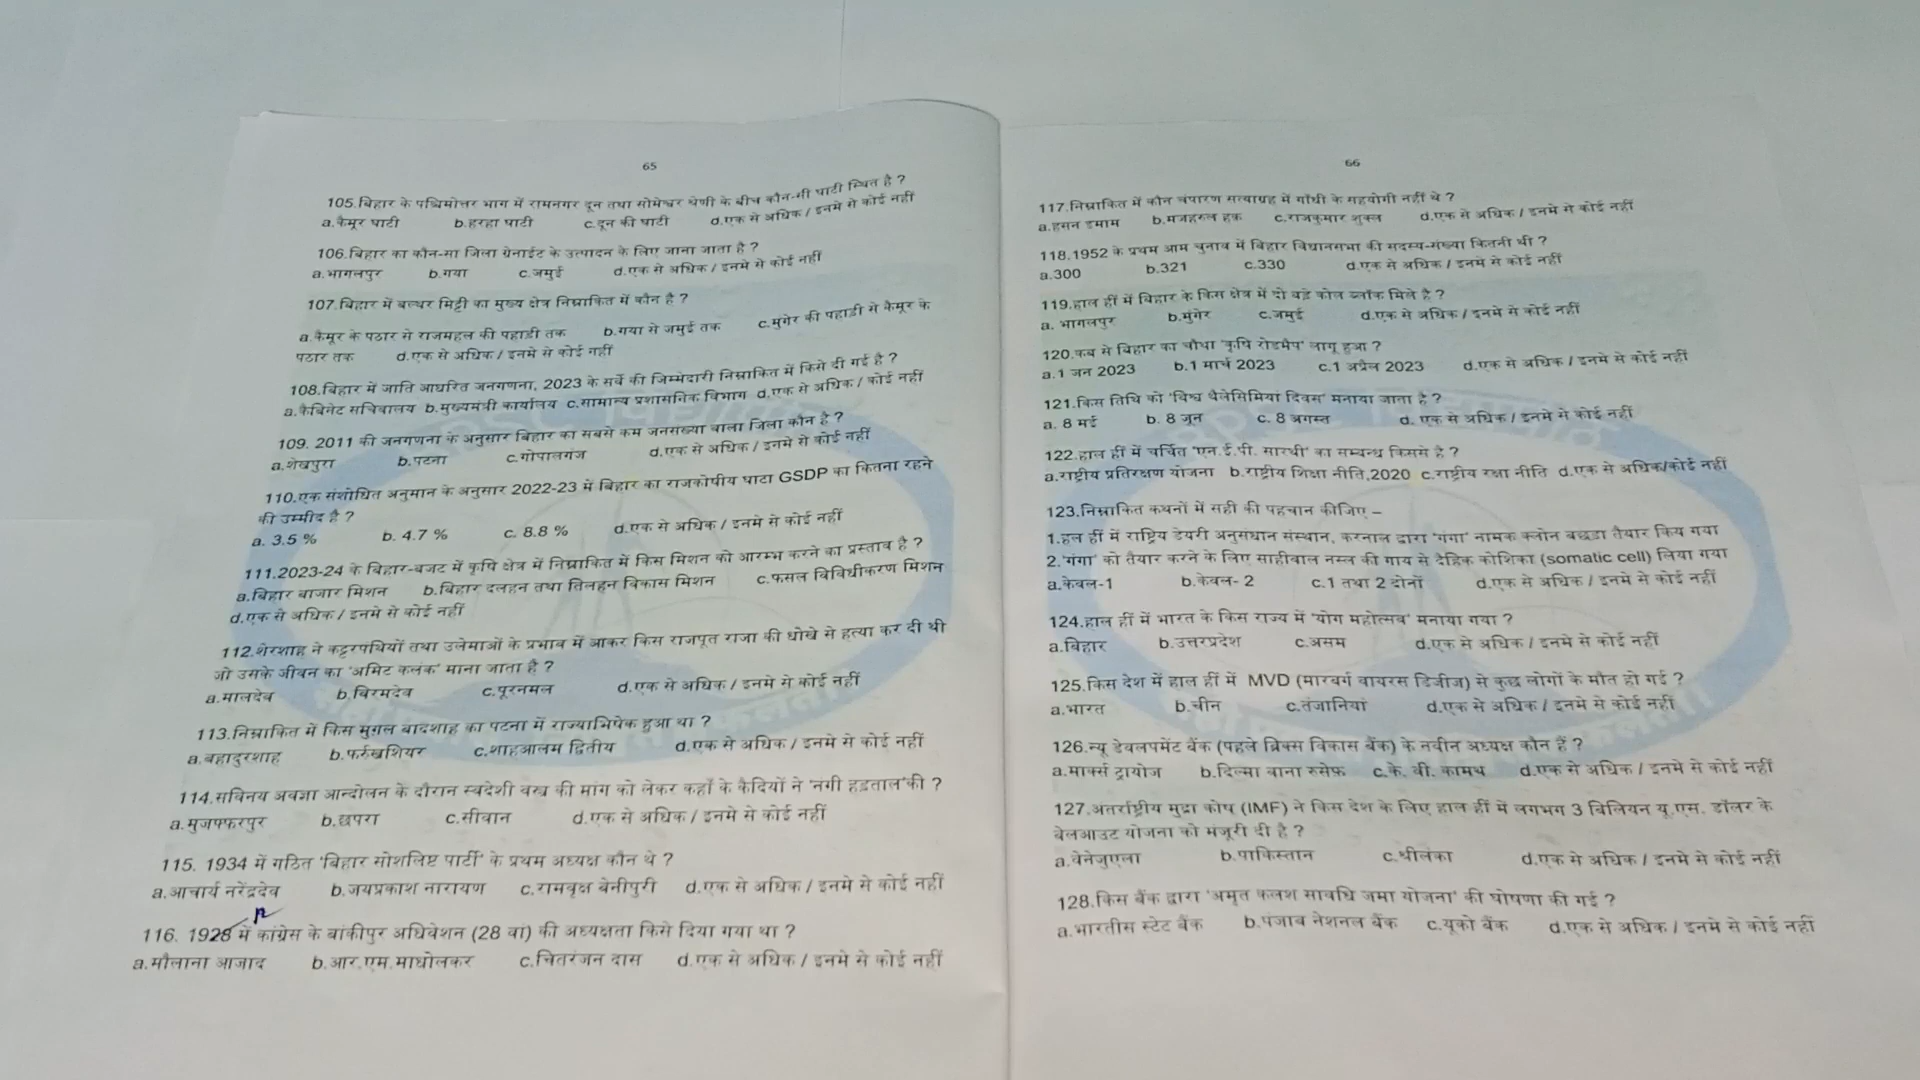 65
105.बिहार के पश्चिमोत्तर भाग में रामनगर दून तथा सोमेश्वर श्रेणी के बीच कौन-सी घाटी स्थित है ?
a.कैमूर घाटी b.हरहा घाटी c.दून की घाटी d.एक से अधिक / इनमे से कोई नहीं
106.बिहार का कौन-सा जिला ग्रेनाईट के उत्पादन के लिए जाना जाता है ?
a.भागलपुर b.गया c.जमुई d.एक से अधिक / इनमे से कोई नहीं
107.बिहार में बल्थर मिट्टी का मुख्य क्षेत्र निम्नाकित में कौन है ?
a.कैमूर के पठार से राजमहल की पहाडी तक b.गया से जमुई तक c.मुगेर की पहाडी से कैमूर के
पठार तक d.एक से अधिक / इनमे से कोई नहीं
108.बिहार में जाति आधरित जनगणना, 2023 के सर्वे की जिम्मेदारी निम्नाकित में किसे दी गई है ?
a.कैबिनेट सचिवालय b.मुख्यमंत्री कार्यालय c.सामान्य प्रशासनिक विभाग d.एक से अधिक / कोई नहीं
109. 2011 की जनगणना के अनुसार बिहार का सबसे कम जनसंख्या वाला जिला कौन है ?
a.शेखपुरा b.पटना c.गोपालगंज d.एक से अधिक / इनमे से कोई नहीं
110.एक संशोधित अनुमान के अनुसार 2022-23 में बिहार का राजकोषीय घाटा GSDP का कितना रहने
की उम्मीद है ?
a. 3.5 % b. 4.7 % c. 8.8 % d.एक से अधिक / इनमे से कोई नहीं
111.2023-24 के बिहार-बजट में कृषि क्षेत्र में निम्नाकित में किस मिशन को आरम्भ करने का प्रस्ताव है ?
a.बिहार बाजार मिशन b.बिहार दलहन तथा तिलहन विकास मिशन c.फसल विविधीकरण मिशन
d.एक से अधिक / इनमे से कोई नहीं
112.शेरशाह ने कट्टरपंथियों तथा उलेमाओं के प्रभाव में आकर किस राजपूत राजा की धोखे से हत्या कर दी थी
जो उसके जीवन का 'अमिट कलंक' माना जाता है ?
a.मालदेव b.बिरमदेव c.पूरनमल d.एक से अधिक / इनमे से कोई नहीं
113.निम्नाकित में किस मुग़ल बादशाह का पटना में राज्याभिषेक हुआ था ?
a.बहादुरशाह b.फर्रुखशियर c.शाहआलम द्वितीय d.एक से अधिक / इनमे से कोई नहीं
114.सविनय अवज्ञा आन्दोलन के दौरान स्वदेशी वस्त्र की मांग को लेकर कहाँ के कैदियों ने 'नंगी हड़ताल'की ?
a.मुजफ्फरपुर b.छपरा c.सीवान d.एक से अधिक / इनमे से कोई नहीं
115. 1934 में गठित 'बिहार सोशलिष्ट पार्टी' के प्रथम अध्यक्ष कौन थे ?
a.आचार्य नरेंद्रदेव b.जयप्रकाश नारायण c.रामवृक्ष बेनीपुरी d.एक से अधिक / इनमे से कोई नहीं
12
116. 1928 में कांग्रेस के बांकीपुर अधिवेशन (28 वां) की अध्यक्षता किसे दिया गया था ?
a.मौलाना आजाद b.आर.एम.माधोलकर c.चितरंजन दास d.एक से अधिक / इनमे से कोई नहीं
66
117.निम्नाकित में कौन चंपारण सत्याग्रह में गाँधी के सहयोगी नहीं थे ?
a.हसन इमाम b.मजहरुल हक़ c.राजकुमार शुक्ल d.एक से अधिक / इनमे से कोई नहीं
118.1952 के प्रथम आम चुनाव में बिहार विधानसभा की सदस्य-संख्या कितनी थी ?
a.300 b.321 c.330 d.एक से अधिक / इनमे से कोई नहीं
119.हाल हीं में बिहार के किस क्षेत्र में दो बड़े कोल ब्लॉक मिले है ?
a. भागलपुर b.मुंगेर c.जमुई d.एक से अधिक / इनमे से कोई नहीं
120.कब से बिहार का चौथा 'कृषि रोडमैप' लागू हुआ ?
a.1 जन 2023 b.1 मार्च 2023 c.1 अप्रैल 2023 d.एक से अधिक / इनमे से कोई नहीं
121.किस तिथि को 'विश्व थैलेसिमियां दिवस' मनाया जाता है ?
a. 8 मई b. 8 जून c. 8 अगस्त d. एक से अधिक / इनमे से कोई नहीं
122.हाल हीं में चर्चित 'एन.ई.पी. सारथी' का सम्बन्ध किससे है ?
a.राष्ट्रीय प्रतिरक्षण योजना b.राष्ट्रीय शिक्षा नीति,2020 c.राष्ट्रीय रक्षा नीति d.एक से अधिक/कोई नहीं
123.निम्नाकित कथनों में सही की पहचान कीजिए –
1.हल हीं में राष्ट्रिय डेयरी अनुसंधान संस्थान, करनाल द्वारा 'गंगा' नामक क्लोन बछड़ा तैयार किय गया
2.'गंगा' को तैयार करने के लिए साहीवाल नस्ल की गाय से दैहिक कोशिका (somatic cell) लिया गया
a.केवल-1 b.केवल- 2 c.1 तथा 2 दोनों d.एक से अधिक / इनमे से कोई नहीं
124.हाल हीं में भारत के किस राज्य में 'योग महोत्सव' मनाया गया ?
a.बिहार b.उत्तरप्रदेश c.असम d.एक से अधिक / इनमे से कोई नहीं
125.किस देश में हाल हीं में MVD (मारबर्ग वायरस डिजीज) से कुछ लोगों के मौत हो गई ?
a.भारत b.चीन c.तंजानियां d.एक से अधिक / इनमे से कोई नहीं
126.न्यू डेवलपमेंट बैंक (पहले ब्रिक्स विकास बैंक) के नवीन अध्यक्ष कौन हैं ?
a.मार्क्स ट्रायोज b.दिल्मा वाना रुसेफ़ c.के. वी. कामथ d.एक से अधिक / इनमे से कोई नहीं
127.अंतर्राष्ट्रीय मुद्रा कोष (IMF) ने किस देश के लिए हाल हीं में लगभग 3 बिलियन यू.एस. डॉलर के
बेलआउट योजना को मंजूरी दी है ?
a.वेनेजुएला b.पाकिस्तान c.श्रीलंका d.एक से अधिक / इनमे से कोई नहीं
128.किस बैंक द्वारा 'अमृत कलश सावधि जमा योजना' की घोषणा की गई ?
a.भारतीस स्टेट बैंक b.पंजाब नेशनल बैंक c.यूको बैंक d.एक से अधिक / इनमे से कोई नहीं